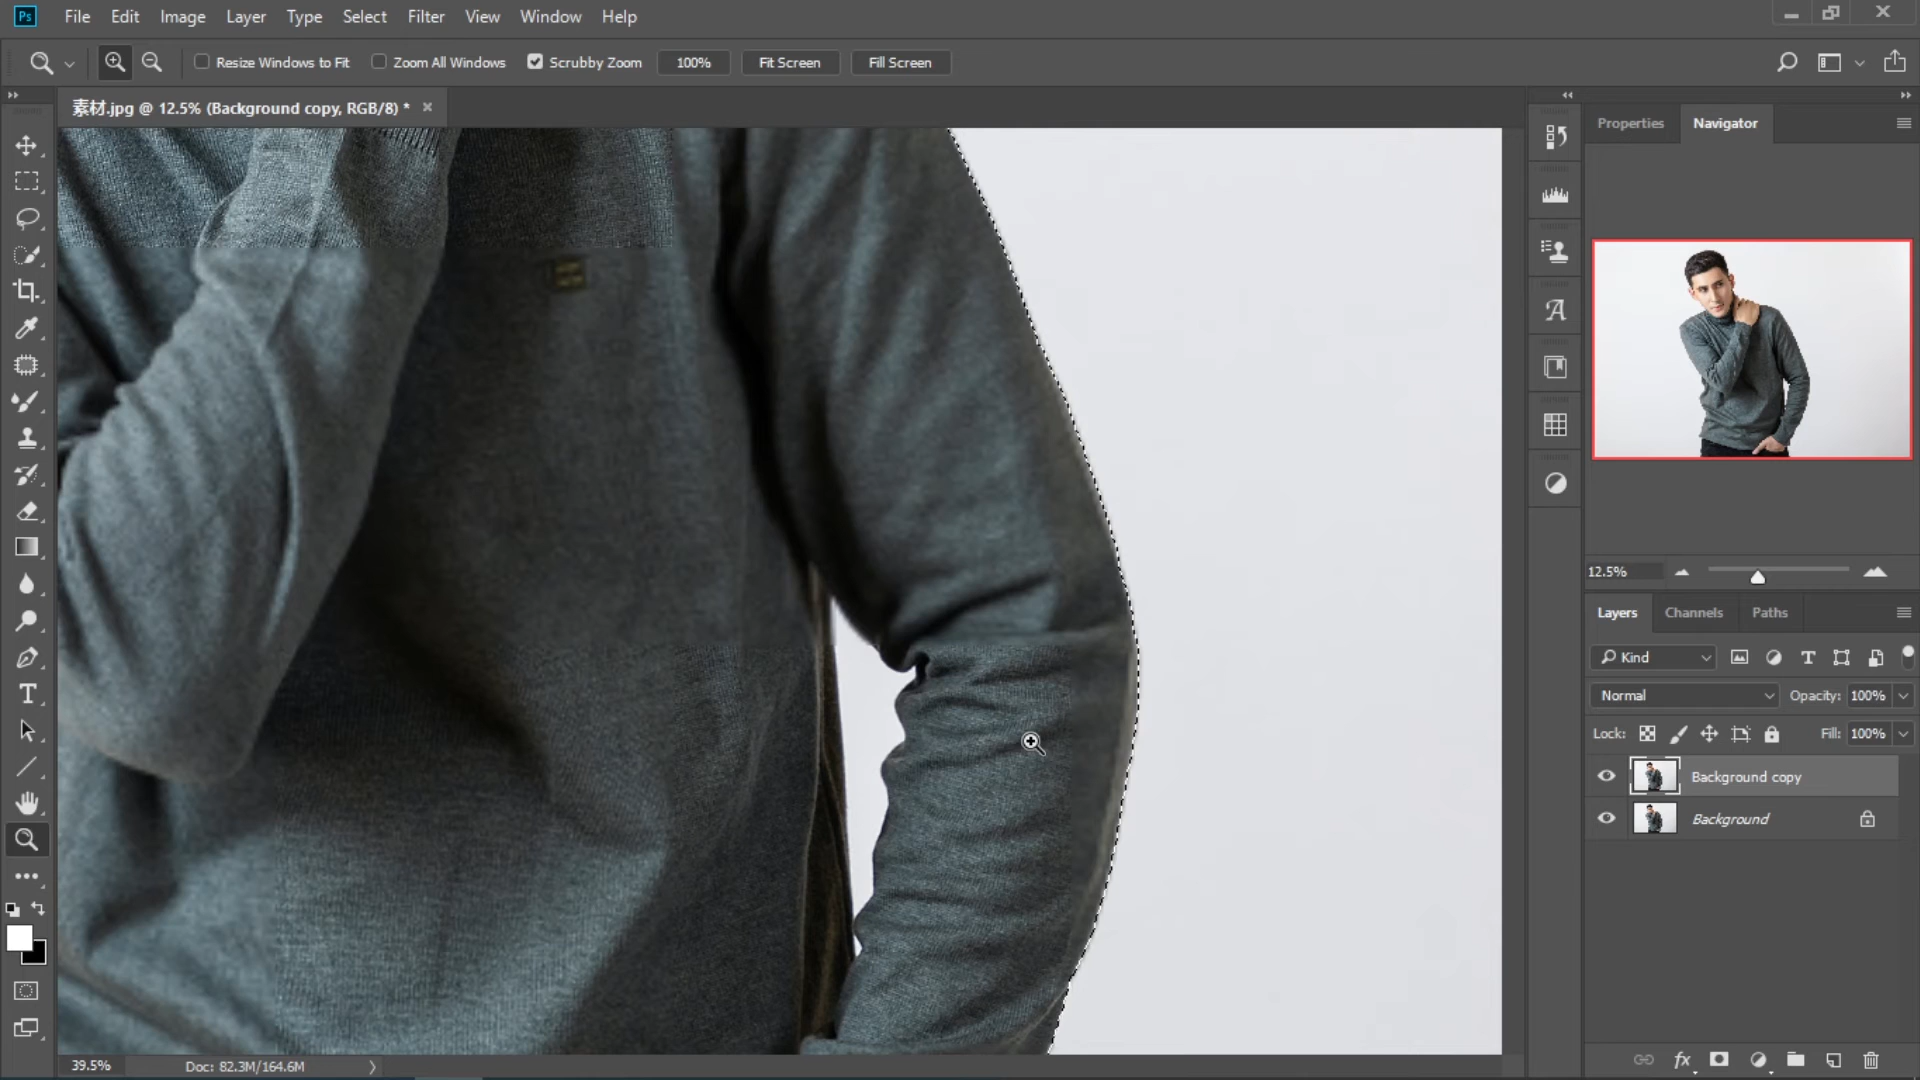 Ps File Edit Image Layer Type Select Filter View Window Help
Resize Windows to Fit Zoom All Windows Scrubby Zoom 100% Fit Screen Fill Screen
素材.jpg @ 12.5% (Background copy, RGB/8) *
Properties Navigator
12.5%
Layers Channels Paths
Kind
Normal Opacity: 100%
Lock: Fill: 100%
Background copy
Background
39.5% Doc: 82.3M/164.6M